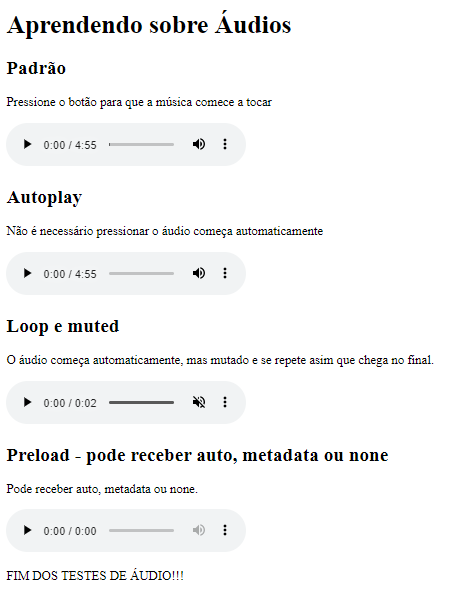 Aprendendo sobre Áudios
Padrão
Pressione o botão para que a música comece a tocar
0:00 / 4:55
Autoplay
Não é necessário pressionar o áudio começa automaticamente
0:00 / 4:55
Loop e muted
O áudio começa automaticamente, mas mutado e se repete asim que chega no final.
0:00 / 0:02
Preload - pode receber auto, metadata ou none
Pode receber auto, metadata ou none.
0:00 / 0:00
FIM DOS TESTES DE ÁUDIO!!!